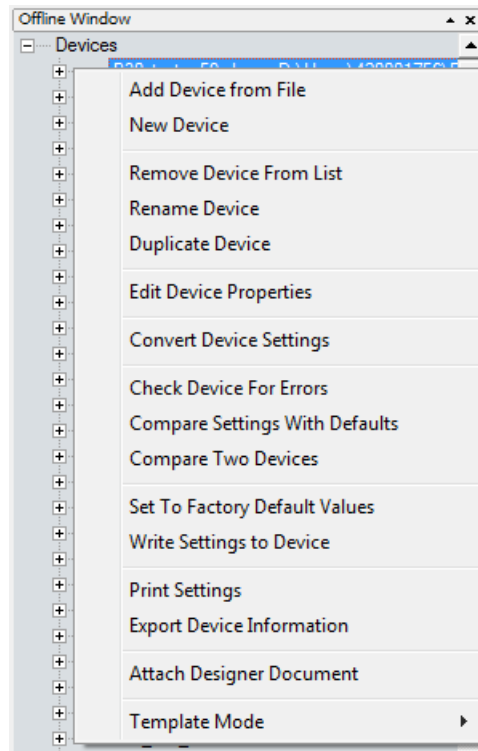 Offline Window
Devices
Add Device from File
New Device
Remove Device From List
Rename Device
Duplicate Device
Edit Device Properties
Convert Device Settings
Check Device For Errors
Compare Settings With Defaults
Compare Two Devices
Set To Factory Default Values
Write Settings to Device
Print Settings
Export Device Information
Attach Designer Document
Template Mode